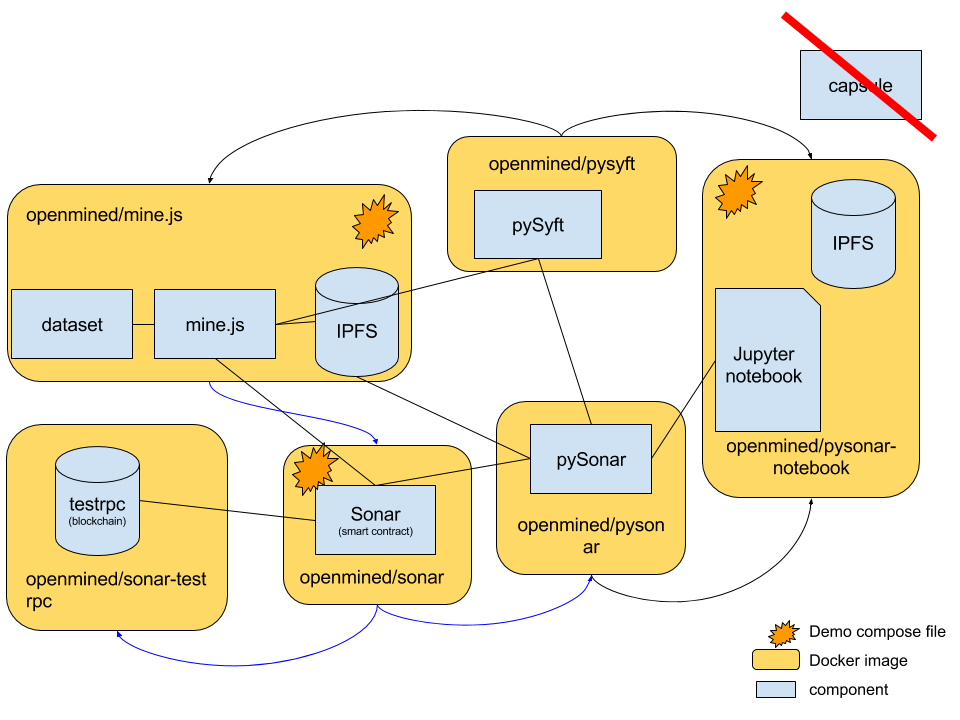 capsule
openmined/pysyft
pySyft
openmined/mine.js
dataset
mine.js
IPFS
IPFS
Jupyter
notebook
openmined/pysonar-
notebook
testrpc
(blockchain)
openmined/sonar-test
rpc
Sonar
(smart contract)
openmined/sonar
pySonar
openmined/pyson
ar
Demo compose file
Docker image
component